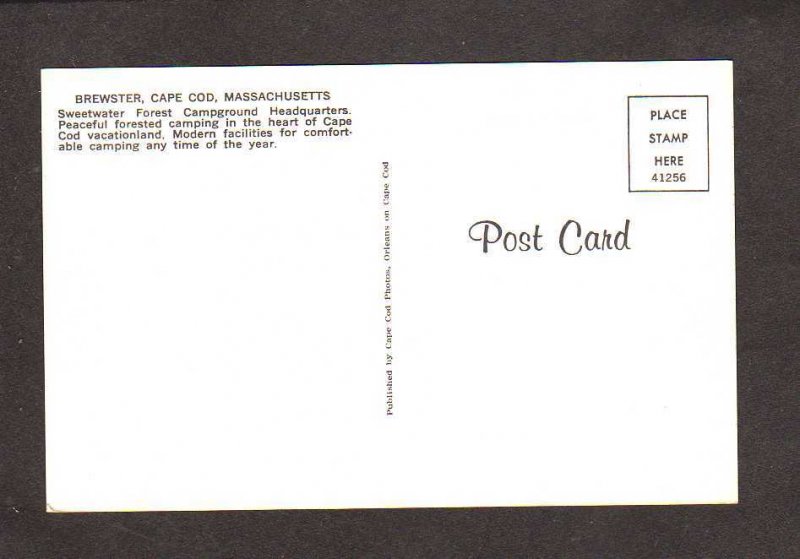 BREWSTER, CAPE COD, MASSACHUSETTS
Sweetwater Forest Campground Headquarters.
Peaceful forested camping in the heart of Cape
Cod vacationland. Modern facilities for comfort-
able camping any time of the year.
Published by Cape Cod Photos, Orleans on Cape Cod
PLACE
STAMP
HERE
41256
Post Card